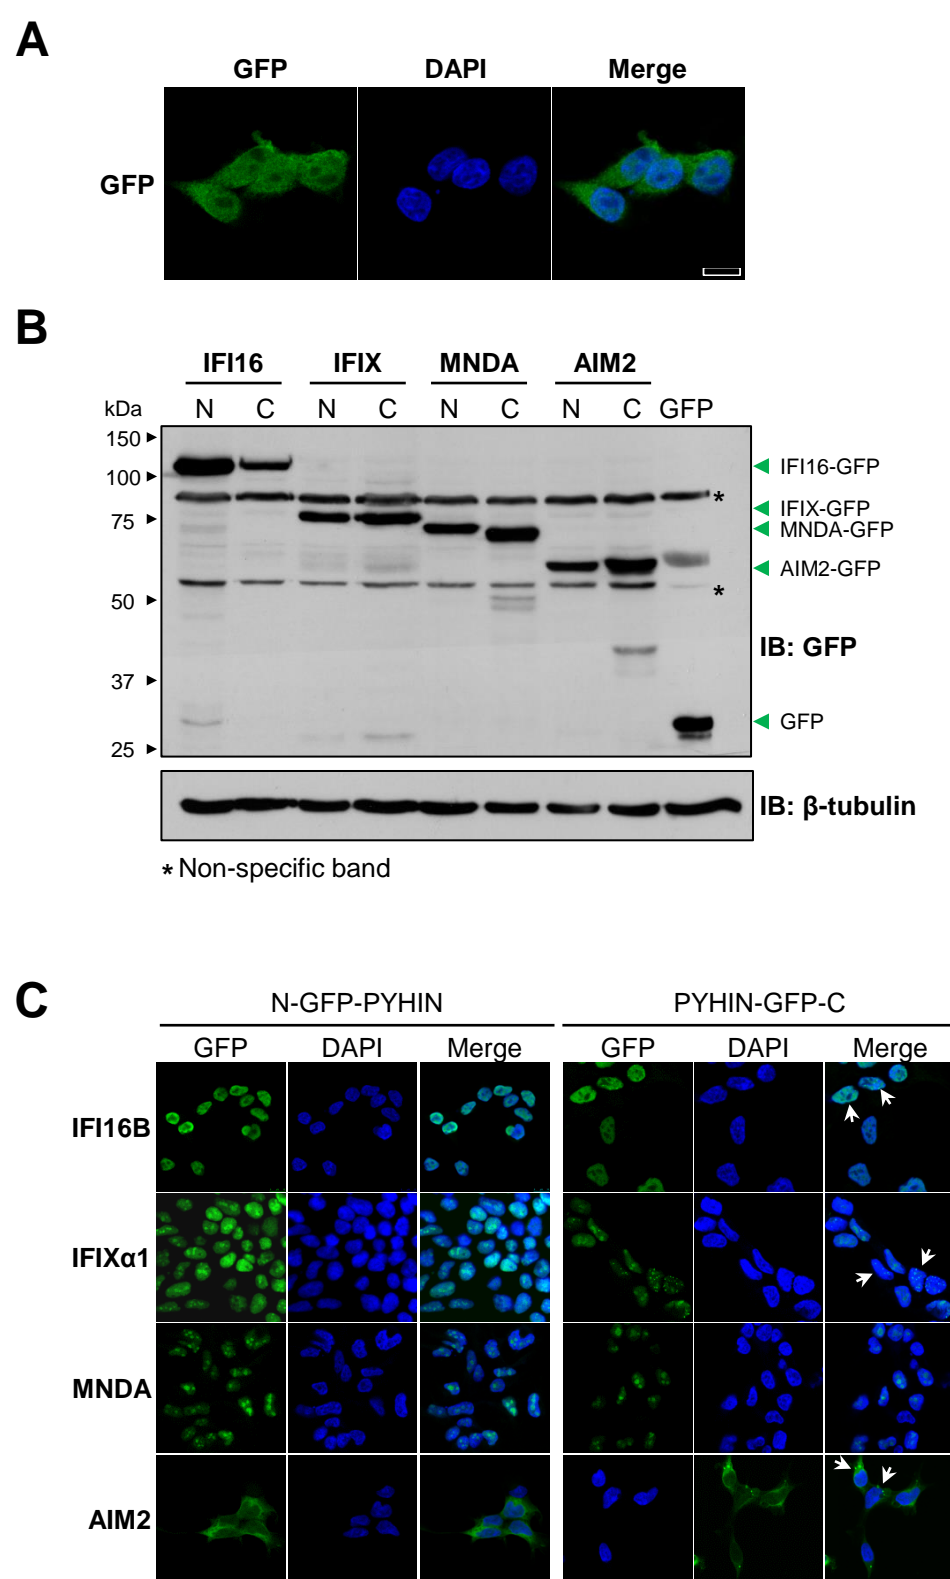 A
GFP DAPI Merge
GFP
B
IFI16 IFIX MNDA AIM2
kDa N C N C N C N C GFP
150
100
75
50
37
25
IFI16-GFP
*
IFIX-GFP
MNDA-GFP
AIM2-GFP
*
IB: GFP
GFP
IB: β-tubulin
* Non-specific band
C
N-GFP-PYHIN PYHIN-GFP-C
GFP DAPI Merge GFP DAPI Merge
IFI16B
IFIXα1
MNDA
AIM2